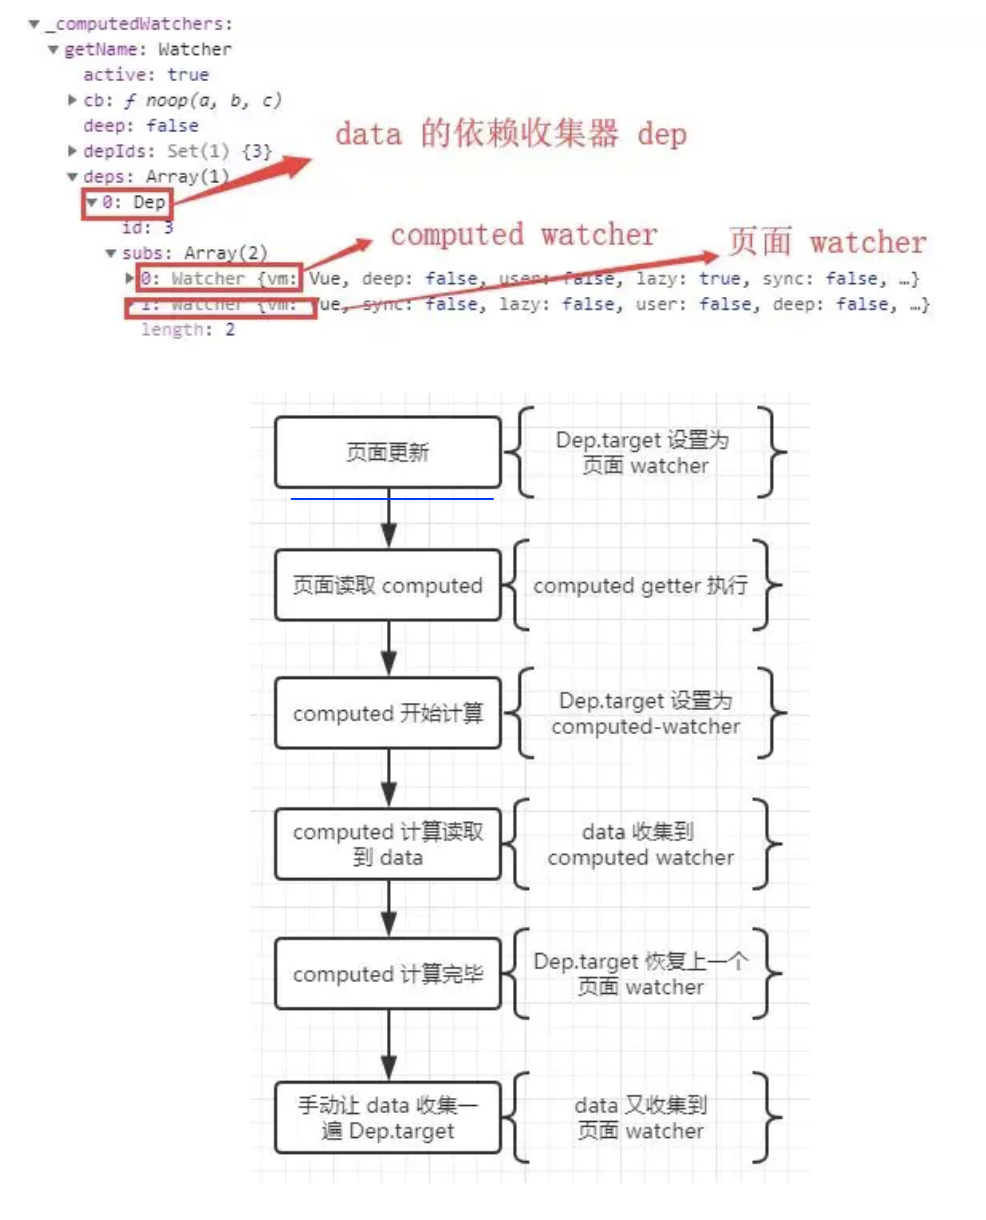 _computedWatchers:
getName: Watcher
active: true
cb: ƒ noop(a, b, c)
deep: false
data 的依赖收集器 dep
depIds: Set(1) {3}
deps: Array(1)
0: Dep
id: 3
computed watcher
页面 watcher
subs: Array(2)
0: Watcher {vm: Vue, deep: false, user: false, lazy: true, sync: false, …}
1: Watcher {vm: Vue, sync: false, lazy: false, user: false, deep: false, …}
length: 2
页面更新
Dep.target 设置为
页面 watcher
页面读取 computed
computed getter 执行
computed 开始计算
Dep.target 设置为
computed-watcher
computed 计算读取
到 data
data 收集到
computed watcher
computed 计算完毕
Dep.target 恢复上一个
页面 watcher
手动让 data 收集一
遍 Dep.target
data 又收集到
页面 watcher